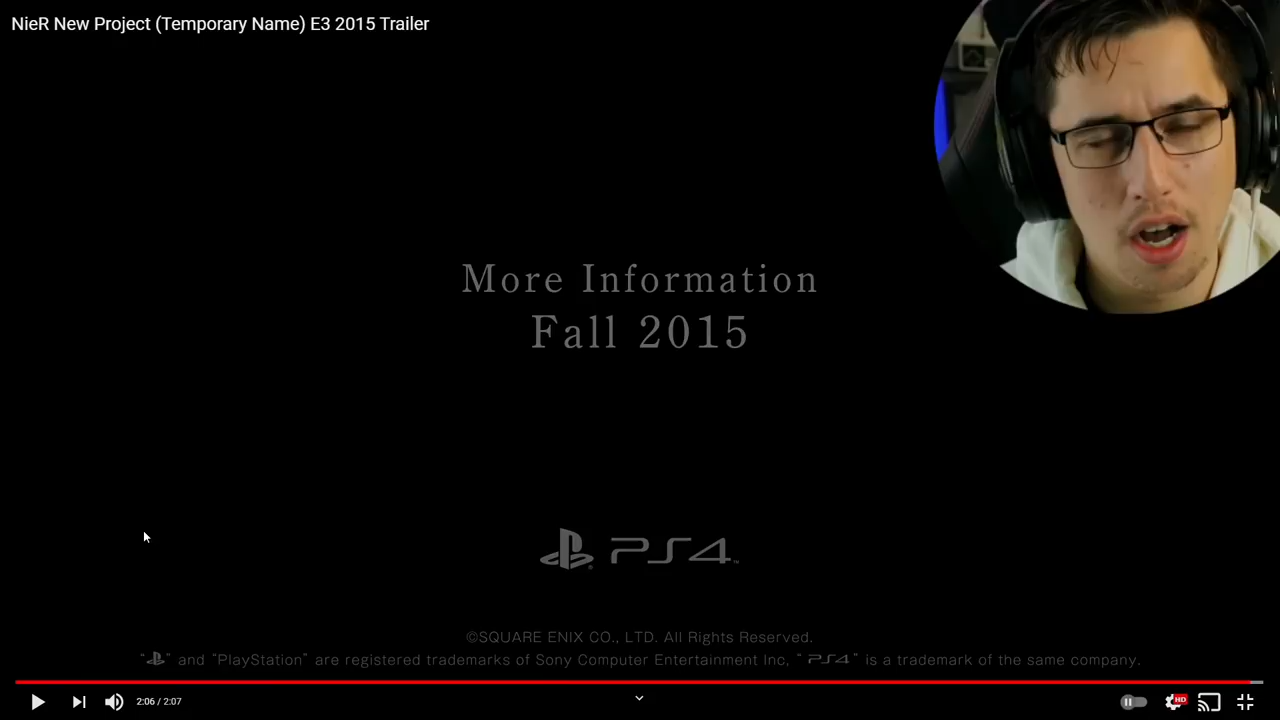 NieR New Project (Temporary Name) E3 2015 Trailer
More Information
Fall 2015
PS4™
©SQUARE ENIX CO., LTD. All Rights Reserved.
“ ” and “PlayStation” are registered trademarks of Sony Computer Entertainment Inc, “ PS4 ” is a trademark of the same company.
2:06 / 2:07
HD